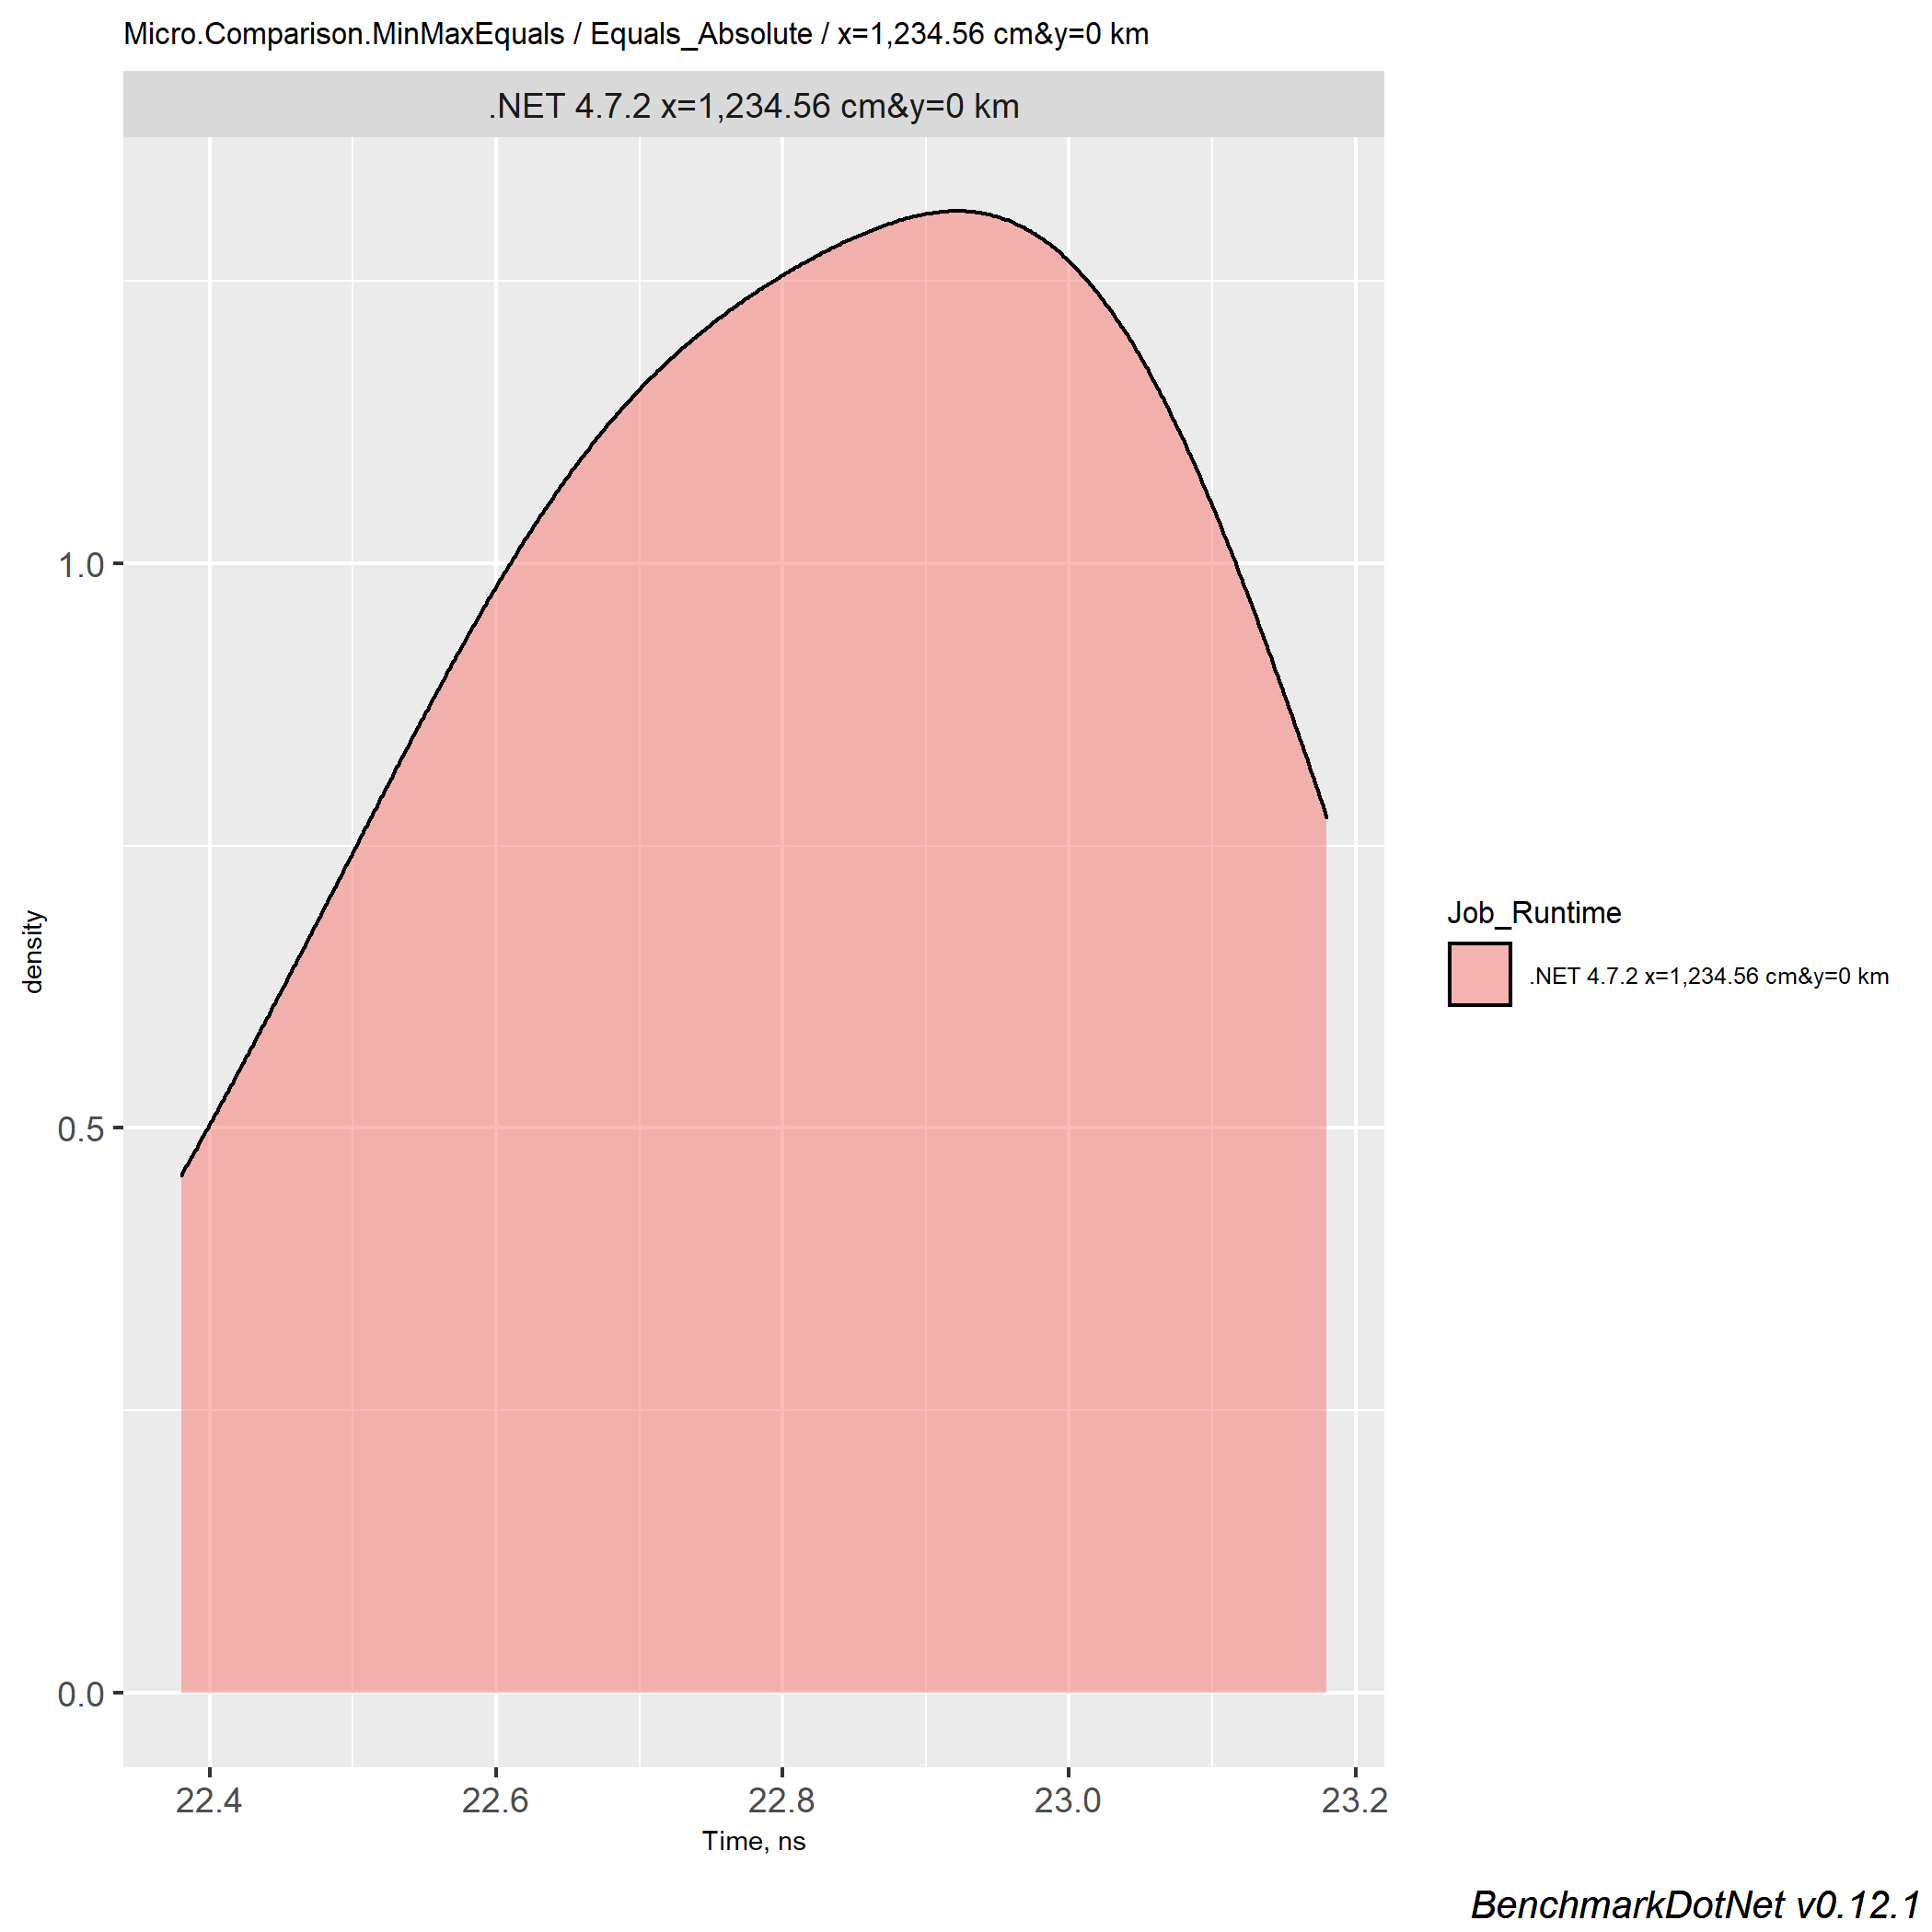 Micro.Comparison.MinMaxEquals / Equals_Absolute / x=1,234.56 cm&y=0 km
.NET 4.7.2 x=1,234.56 cm&y=0 km
1.0
0.5
0.0
density
22.4 22.6 22.8 23.0 23.2
Time, ns
Job_Runtime
.NET 4.7.2 x=1,234.56 cm&y=0 km
BenchmarkDotNet v0.12.1